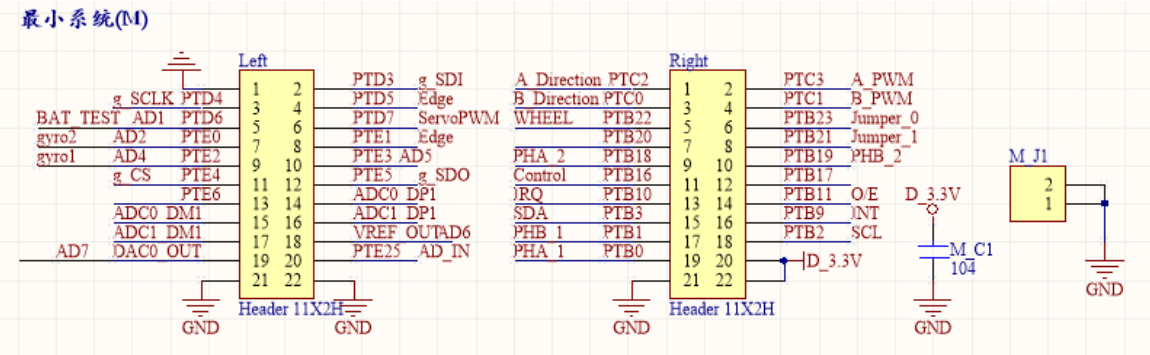 最小系统(M)
Left Right
PTD3 g_SDI A_Direction PTC2 PTC3 A_PWM
1 2 1 2
g_SCLK PTD4 PTD5 Edge B_Direction PTC0 PTC1 B_PWM
3 4 3 4
BAT_TEST AD1 PTD6 PTD7 ServoPWM WHEEL PTB22 PTB23 Jumper_0
5 6 5 6
gyro2 AD2 PTE0 PTE1 Edge PTB20 PTB21 Jumper_1
7 8 7 8
gyro1 AD4 PTE2 PTE3 AD5 PHA_2 PTB18 PTB19 PHB_2 M_J1
9 10 9 10
g_CS PTE4 PTE5 g_SDO Control PTB16 PTB17
11 12 11 12 2
PTE6 ADC0_DP1 IRQ PTB10 PTB11 O/E D_3.3V
13 14 13 14 1
ADC0_DM1 ADC1_DP1 SDA PTB3 PTB9 INT
15 16 15 16
ADC1_DM1 VREF_OUTAD6 PHB_1 PTB1 PTB2 SCL
17 18 17 18
AD7 DAC0_OUT PTE25 AD_IN PHA_1 PTB0 M_C1
19 20 19 20 D_3.3V 104
21 22 21 22
GND
Header 11X2H Header 11X2H
GND GND GND GND